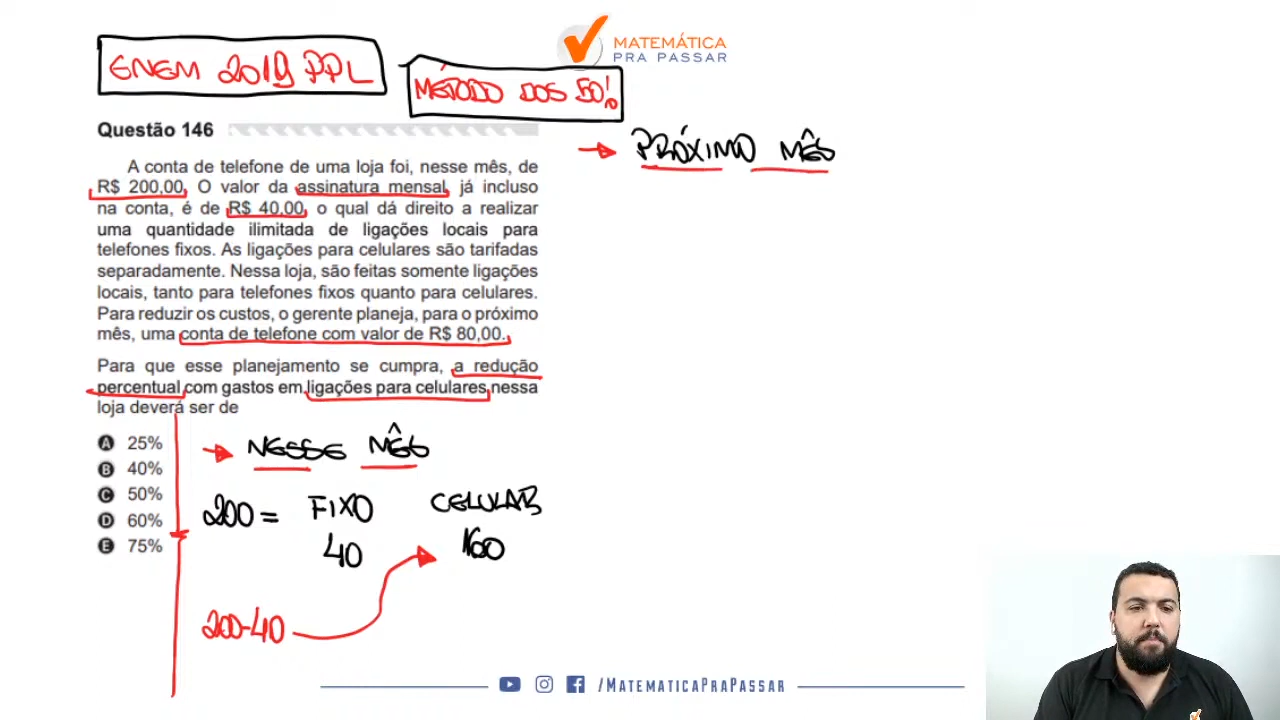 ENEM 2019 PPL
MATEMÁTICA
PRA PASSAR
MÉTODO DOS 50!
Questão 146
PRÓXIMO MÊS
A conta de telefone de uma loja foi, nesse mês, de
R$ 200,00. O valor da assinatura mensal, já incluso
na conta, é de R$ 40,00, o qual dá direito a realizar
uma quantidade ilimitada de ligações locais para
telefones fixos. As ligações para celulares são tarifadas
separadamente. Nessa loja, são feitas somente ligações
locais, tanto para telefones fixos quanto para celulares.
Para reduzir os custos, o gerente planeja, para o próximo
mês, uma conta de telefone com valor de R$ 80,00.
Para que esse planejamento se cumpra, a redução
percentual com gastos em ligações para celulares nessa
loja deverá ser de
A 25%
B 40%
C 50%
D 60%
E 75%
NESSE MÊS
200 = FIXO CELULAR
40 160
200-40
/MATEMATICAPRAPASSAR